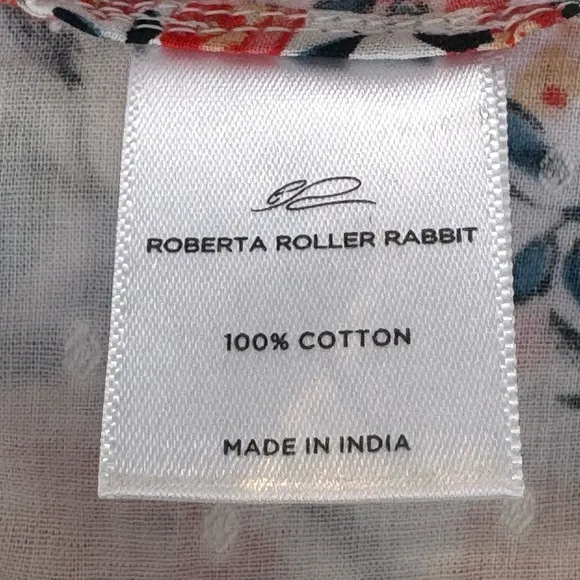 ROBERTA ROLLER RABBIT
100% COTTON
MADE IN INDIA